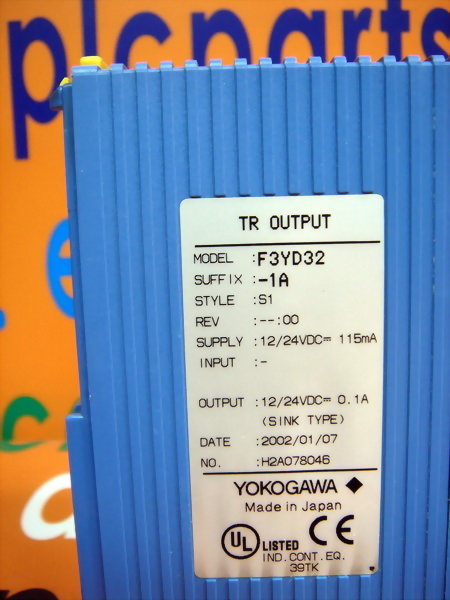 plcparts
TR OUTPUT
MODEL :F3YD32
SUFFIX :-1A
STYLE :S1
REV :--:00
SUPPLY :12/24VDC⎓ 115mA
INPUT :-
OUTPUT :12/24VDC⎓ 0.1A
(SINK TYPE)
DATE :2002/01/07
NO. :H2A078046
YOKOGAWA
Made in Japan
UL LISTED CE
IND.CONT.EQ.
39TK